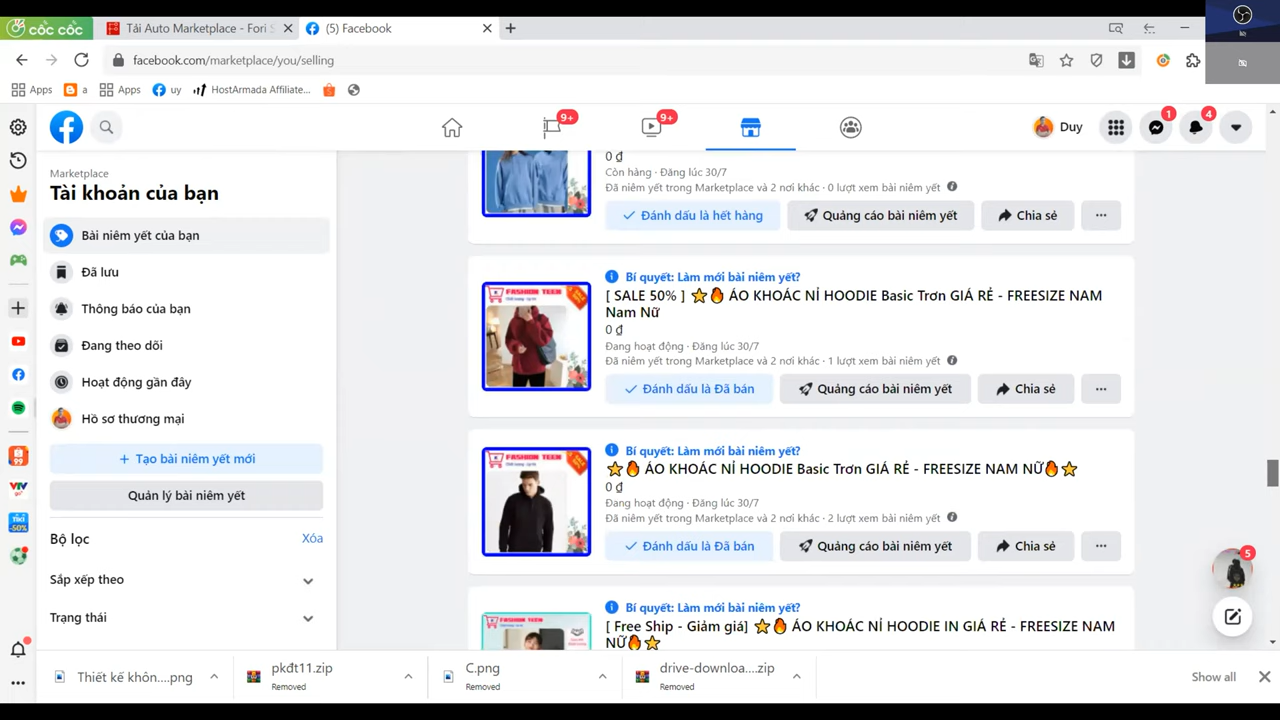 cốc cốc
Tải Auto Marketplace - Fori S
(5) Facebook
facebook.com/marketplace/you/selling
Apps
a
Apps
uy
HostArmada Affiliate...
9+
9+
Duy
1
4
Marketplace
Tài khoản của bạn
Bài niêm yết của bạn
Đã lưu
Thông báo của bạn
Đang theo dõi
Hoạt động gần đây
Hồ sơ thương mại
+ Tạo bài niêm yết mới
Quản lý bài niêm yết
Bộ lọc
Xóa
Sắp xếp theo
Trạng thái
0 ₫
Còn hàng · Đăng lúc 30/7
Đã niêm yết trong Marketplace và 2 nơi khác · 0 lượt xem bài niêm yết
Đánh dấu là hết hàng
Quảng cáo bài niêm yết
Chia sẻ
FASHION TEEN
Bí quyết: Làm mới bài niêm yết?
[ SALE 50% ] ⭐🔥 ÁO KHOÁC NỈ HOODIE Basic Trơn GIÁ RẺ - FREESIZE NAM
Nam Nữ
0 ₫
Đang hoạt động · Đăng lúc 30/7
Đã niêm yết trong Marketplace và 2 nơi khác · 1 lượt xem bài niêm yết
Đánh dấu là Đã bán
Quảng cáo bài niêm yết
Chia sẻ
FASHION TEEN
Bí quyết: Làm mới bài niêm yết?
⭐🔥 ÁO KHOÁC NỈ HOODIE Basic Trơn GIÁ RẺ - FREESIZE NAM NỮ🔥⭐
0 ₫
Đang hoạt động · Đăng lúc 30/7
Đã niêm yết trong Marketplace và 2 nơi khác · 2 lượt xem bài niêm yết
Đánh dấu là Đã bán
Quảng cáo bài niêm yết
Chia sẻ
FASHION TEEN
Bí quyết: Làm mới bài niêm yết?
[ Free Ship - Giảm giá] ⭐🔥 ÁO KHOÁC NỈ HOODIE IN GIÁ RẺ - FREESIZE NAM
NỮ🔥⭐
5
Thiết kế khôn....png
pkđt11.zip
Removed
C.png
Removed
drive-downloa....zip
Removed
Show all